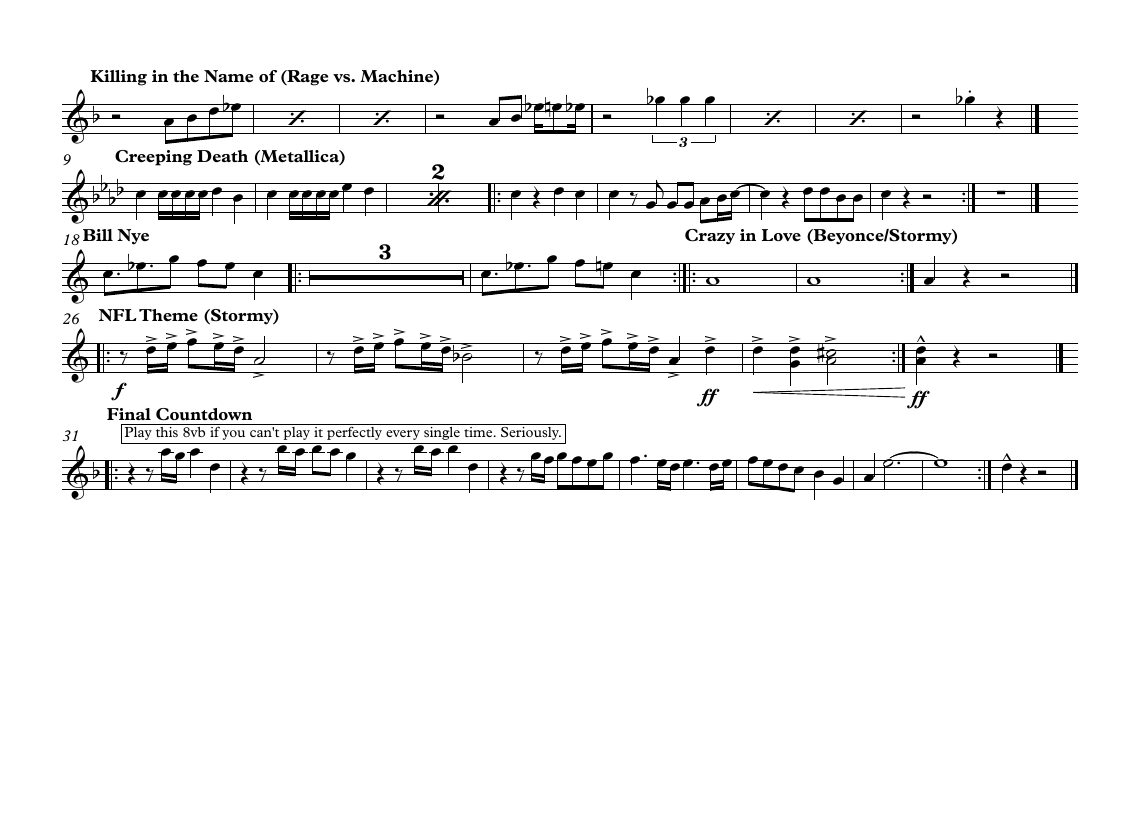 Killing in the Name of (Rage vs. Machine)
3
9 Creeping Death (Metallica)
2
18 Bill Nye
3
Crazy in Love (Beyonce/Stormy)
26 NFL Theme (Stormy)
f
ff
ff
Final Countdown
31
Play this 8vb if you can't play it perfectly every single time. Seriously.